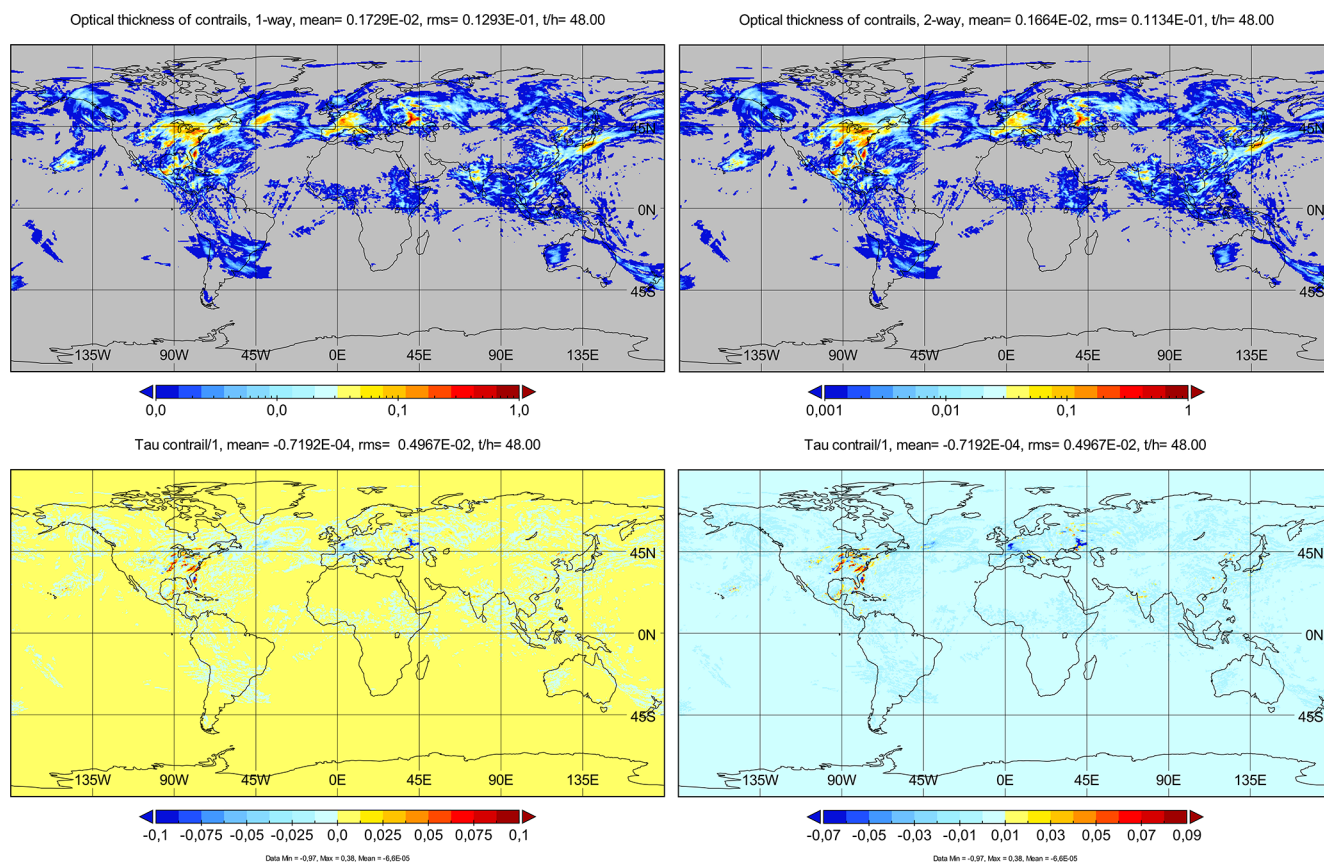 Optical thickness of contrails, 1-way, mean= 0.1729E-02, rms= 0.1293E-01, t/h= 48.00
45N
0N
45S
135W 90W 45W 0E 45E 90E 135E
0,0 0,0 0,1 1,0
Optical thickness of contrails, 2-way, mean= 0.1664E-02, rms= 0.1134E-01, t/h= 48.00
45N
0N
45S
135W 90W 45W 0E 45E 90E 135E
0,001 0,01 0,1 1
Tau contrail/1, mean= -0.7192E-04, rms= 0.4967E-02, t/h= 48.00
45N
0N
45S
135W 90W 45W 0E 45E 90E 135E
-0,1 -0,075 -0,05 -0,025 0,0 0,025 0,05 0,075 0,1
Data Min = -0,97, Max = 0,38, Mean = -6,6E-05
Tau contrail/1, mean= -0.7192E-04, rms= 0.4967E-02, t/h= 48.00
45N
0N
45S
135W 90W 45W 0E 45E 90E 135E
-0,07 -0,05 -0,03 -0,01 0,01 0,03 0,05 0,07 0,09
Data Min = -0,97, Max = 0,38, Mean = -6,6E-05